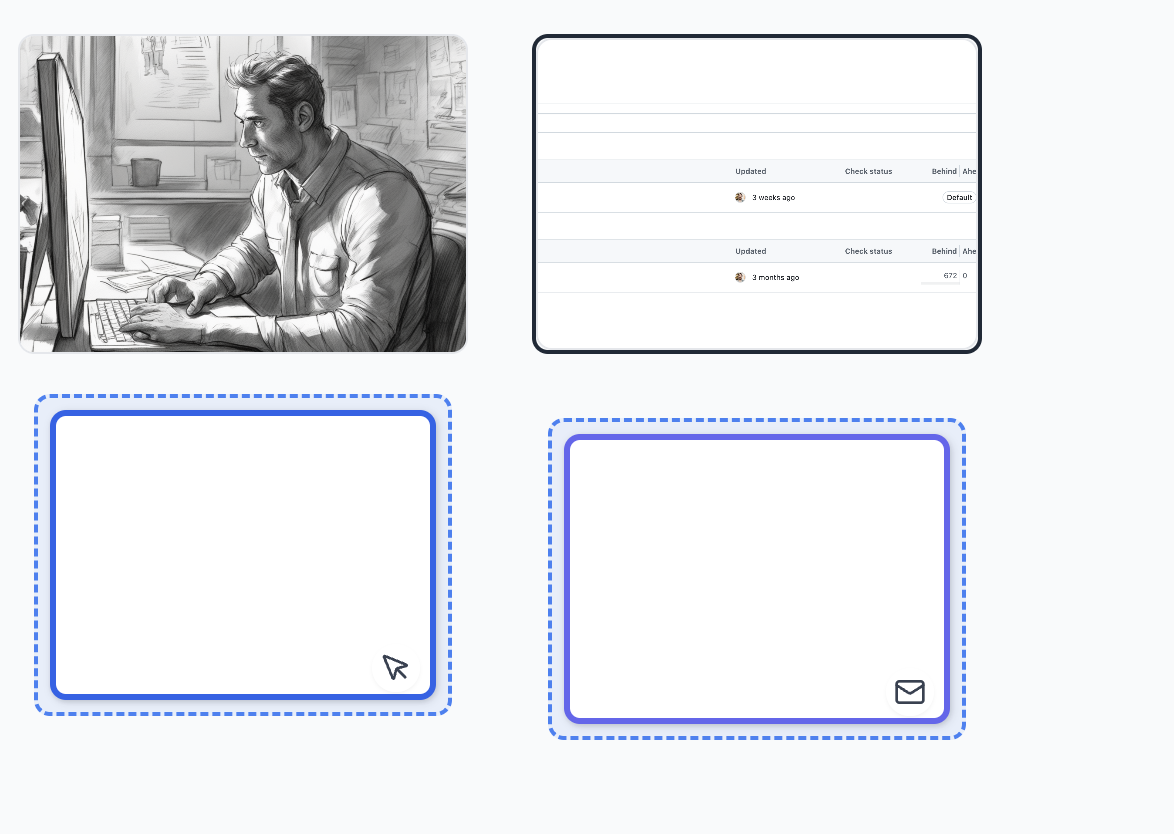 Updated Check status Behind Ahe
3 weeks ago Default
Updated Check status Behind Ahe
3 months ago 672 0